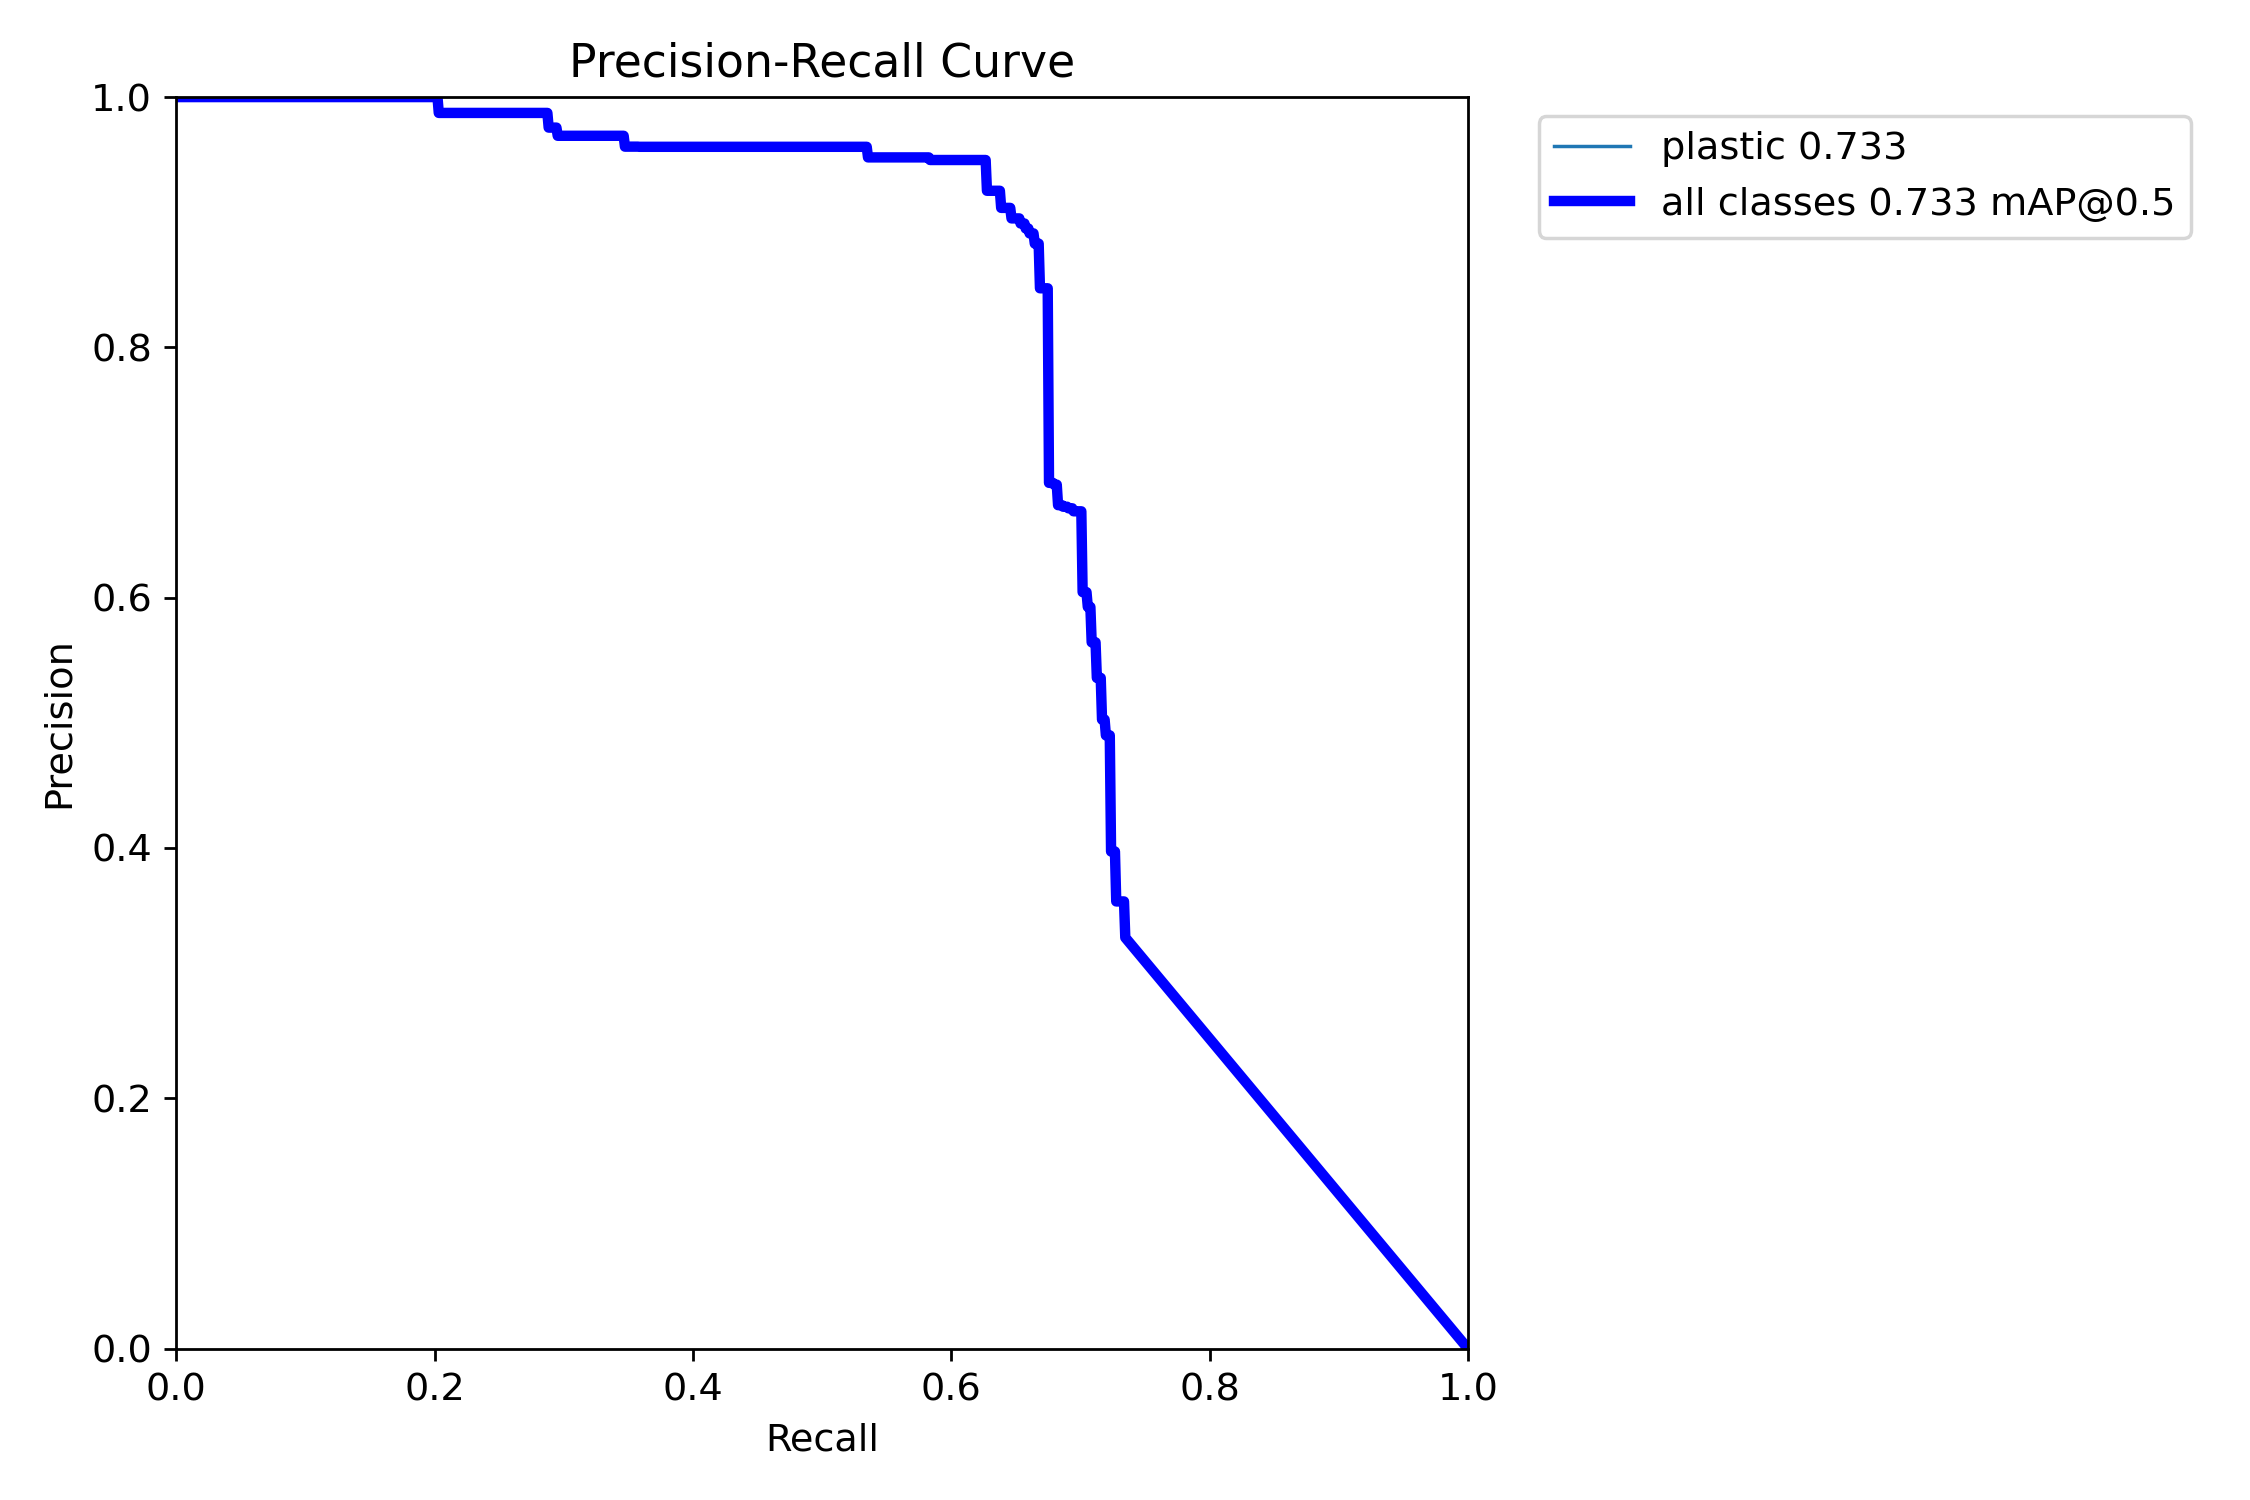 Precision-Recall Curve
1.0
0.8
0.6
0.4
0.2
0.0
Precision
0.0 0.2 0.4 0.6 0.8 1.0
Recall
plastic 0.733
all classes 0.733 mAP@0.5